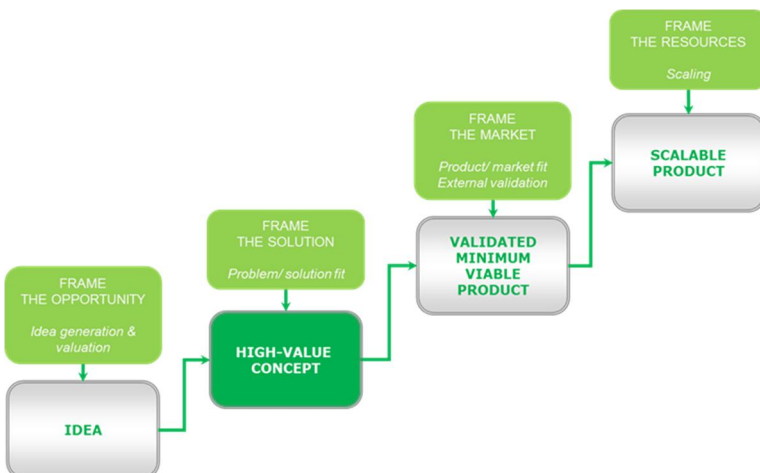 FRAME
THE RESOURCES
Scaling
SCALABLE
PRODUCT
FRAME
THE MARKET
Product/ market fit
External validation
VALIDATED
MINIMUM
VIABLE
PRODUCT
FRAME
THE SOLUTION
Problem/ solution fit
HIGH-VALUE
CONCEPT
FRAME
THE OPPORTUNITY
Idea generation &
valuation
IDEA